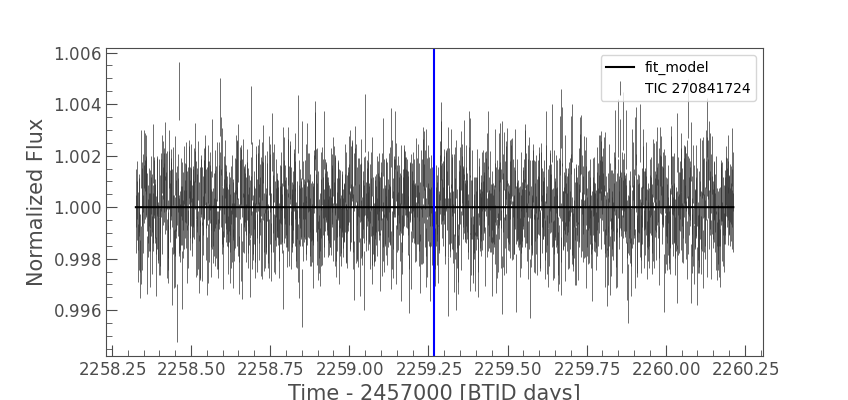 1.006
1.004
1.002
1.000
0.998
0.996
Normalized Flux
fit_model
TIC 270841724
2258.25 2258.50 2258.75 2259.00 2259.25 2259.50 2259.75 2260.00 2260.25
Time - 2457000 [BTJD days]